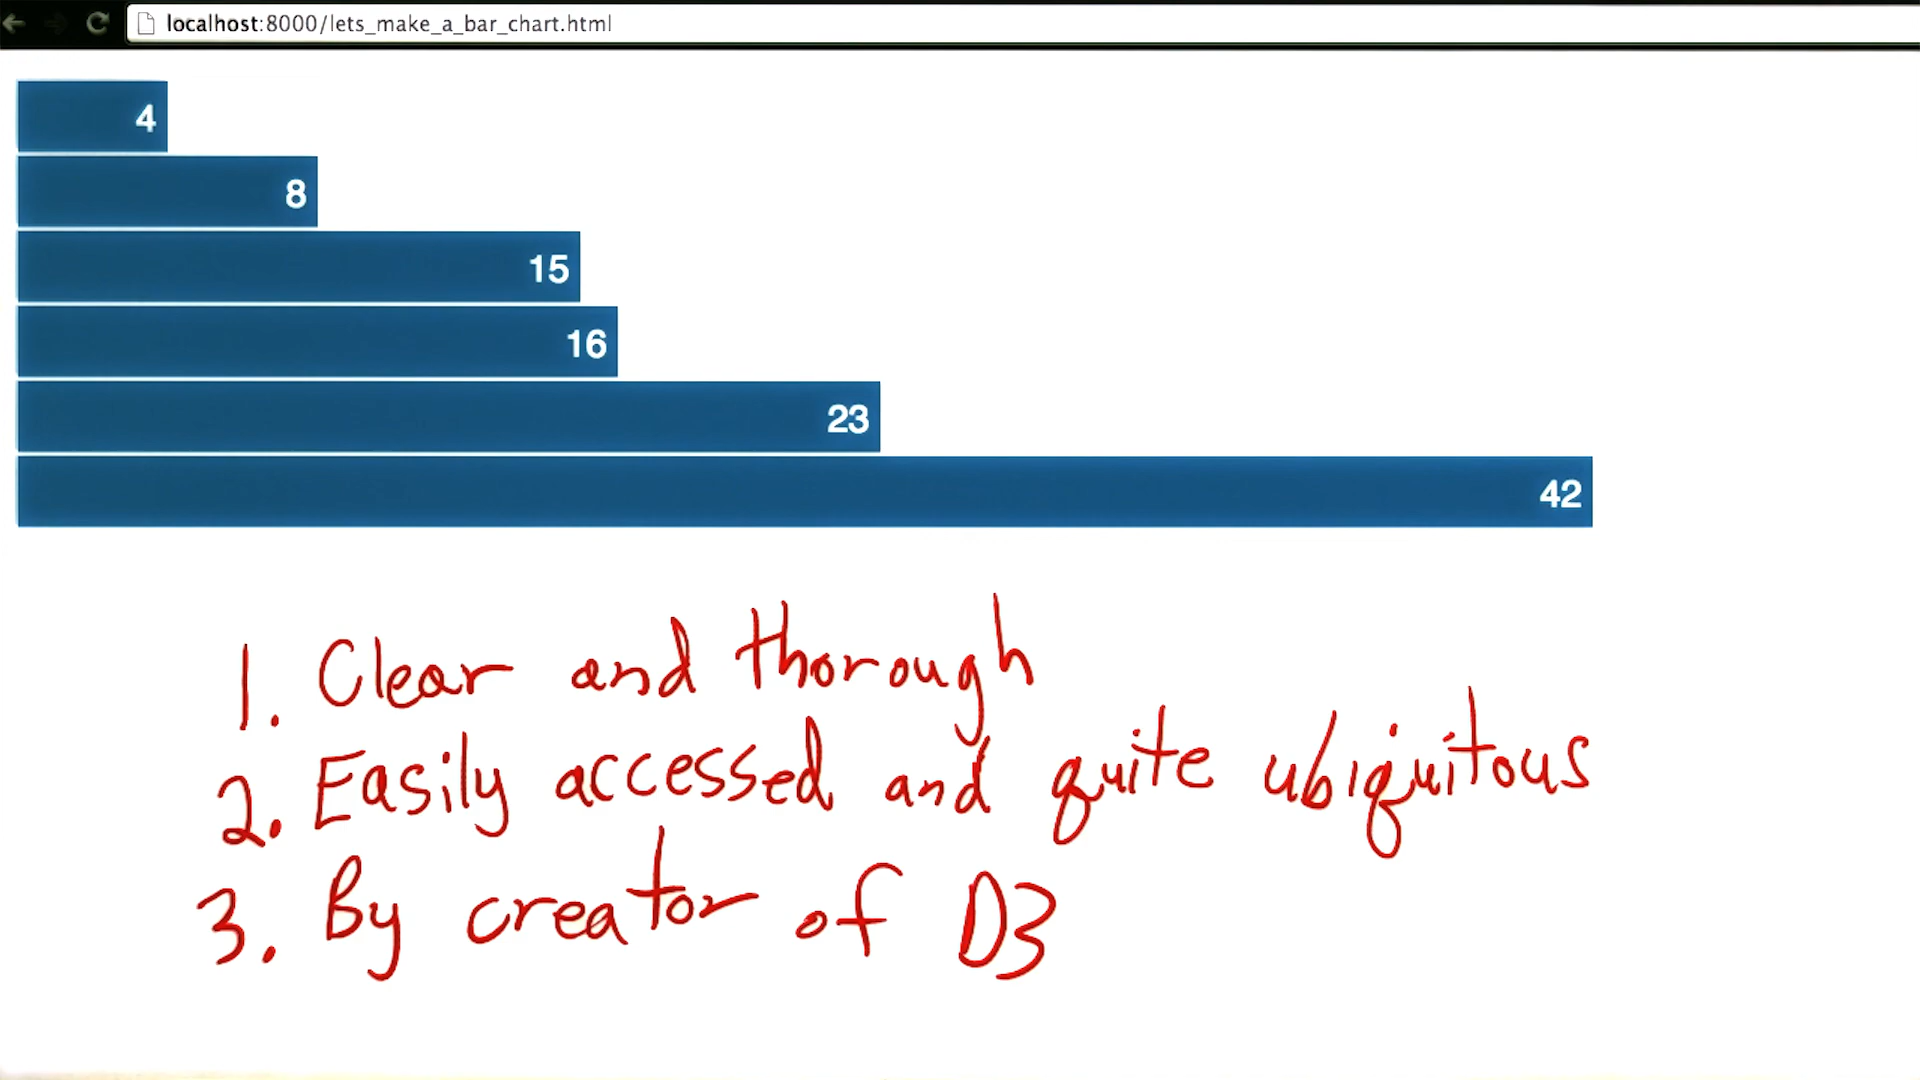 localhost:8000/lets_make_a_bar_chart.html
4
8
15
16
23
42
1. Clear and thorough
2. Easily accessed and quite ubiquitous
3. By creator of D3